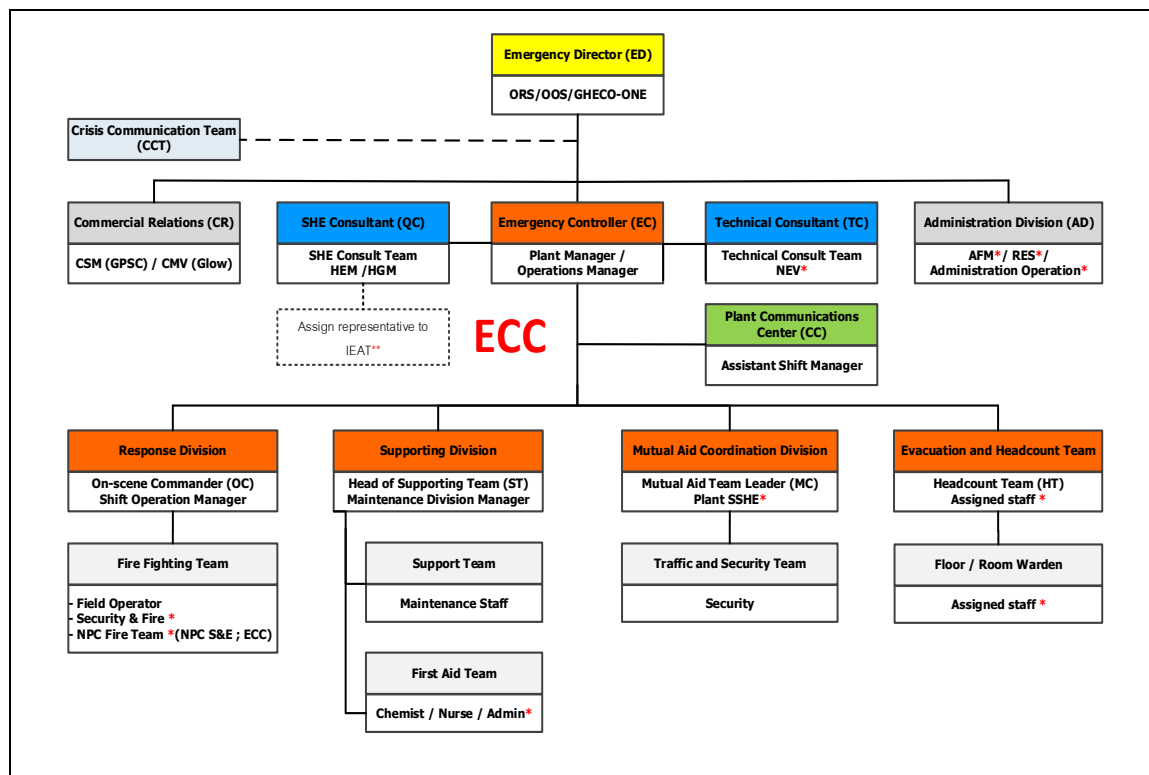 Emergency Director (ED)
ORS/OOS/GHECO-ONE
Crisis Communication Team
(CCT)
Commercial Relations (CR)
CSM (GPSC) / CMV (Glow)
SHE Consultant (QC)
SHE Consult Team
HEM /HGM
Assign representative to
IEAT**
Emergency Controller (EC)
Plant Manager /
Operations Manager
Technical Consultant (TC)
Technical Consult Team
NEV*
Administration Division (AD)
AFM*/ RES*/
Administration Operation*
ECC
Plant Communications
Center (CC)
Assistant Shift Manager
Response Division
On-scene Commander (OC)
Shift Operation Manager
Fire Fighting Team
- Field Operator
- Security & Fire *
- NPC Fire Team *(NPC S&E ; ECC)
Supporting Division
Head of Supporting Team (ST)
Maintenance Division Manager
Support Team
Maintenance Staff
First Aid Team
Chemist / Nurse / Admin*
Mutual Aid Coordination Division
Mutual Aid Team Leader (MC)
Plant SSHE*
Traffic and Security Team
Security
Evacuation and Headcount Team
Headcount Team (HT)
Assigned staff *
Floor / Room Warden
Assigned staff *